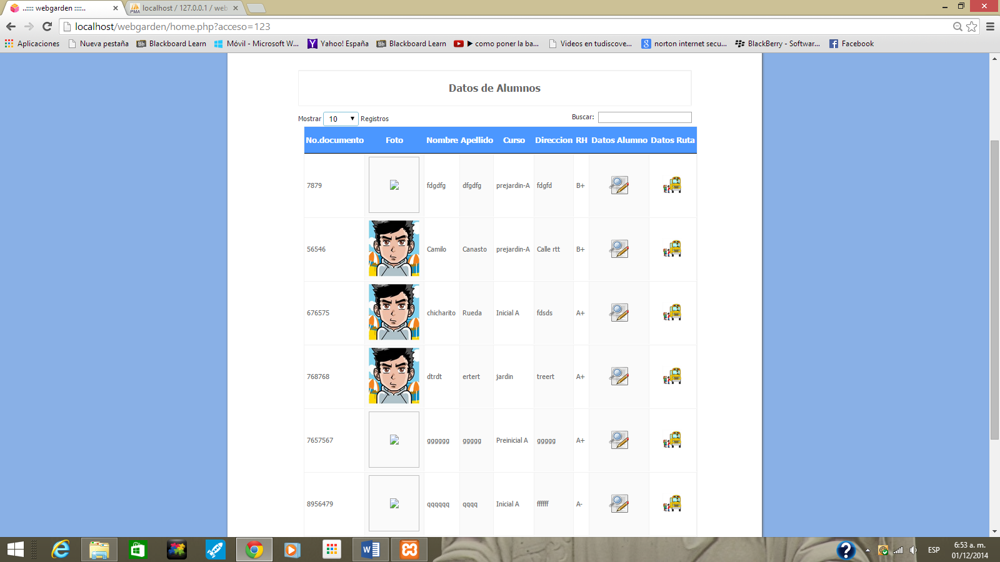 ..:::: webgarden ::::..
localhost / 127.0.0.1 / web
localhost/webgarden/home.php?acceso=123
Aplicaciones Nueva pestaña Blackboard Learn Móvil - Microsoft W... Yahoo! España Blackboard Learn ▶ como poner la ba... Videos en tudiscove... norton internet secu... BlackBerry - Softwar... Facebook
Datos de Alumnos
Mostrar 10 Registros Buscar:
No.documento Foto Nombre Apellido Curso Direccion RH Datos Alumno Datos Ruta
7879 fdgdfg dfgdfg prejardin-A fdgfd B+
56546 Camilo Canasto prejardin-A Calle rtt B+
676575 chicharito Rueda Inicial A fdsds A+
768768 dtrdt ertert jardin treert A+
7657567 gggggg ggggg Preinicial A ggggg A+
8956479 qqqqqq qqqq Inicial A ffffff A-
ESP
6:53 a. m.
01/12/2014